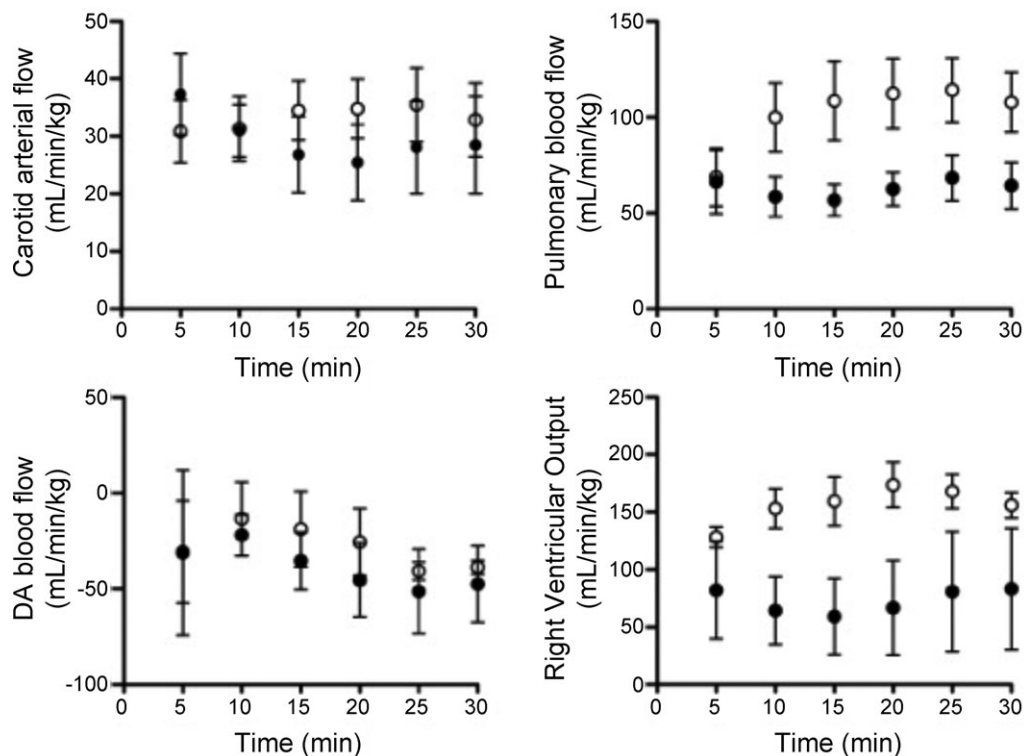 Carotid arterial flow
(mL/min/kg)
50
40
30
20
10
0
0 5 10 15 20 25 30
Time (min)
Pulmonary blood flow
(mL/min/kg)
150
100
50
0
0 5 10 15 20 25 30
Time (min)
DA blood flow
(mL/min/kg)
50
0
-50
-100
0 5 10 15 20 25 30
Time (min)
Right Ventricular Output
(mL/min/kg)
250
200
150
100
50
0
0 5 10 15 20 25 30
Time (min)